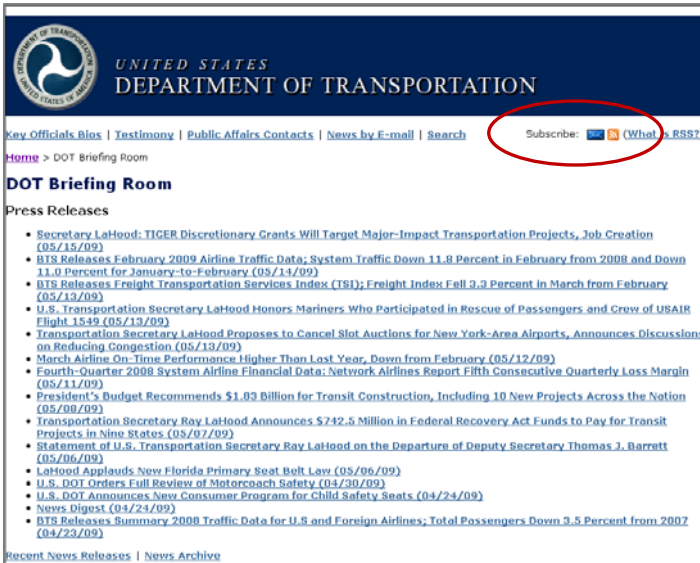 DEPARTMENT OF TRANSPORTATION
UNITED STATES OF AMERICA
UNITED STATES
DEPARTMENT OF TRANSPORTATION
Key Officials Bios | Testimony | Public Affairs Contacts | News by E-mail | Search Subscribe: (What is RSS?
Home > DOT Briefing Room
DOT Briefing Room
Press Releases
• Secretary LaHood: TIGER Discretionary Grants Will Target Major-Impact Transportation Projects, Job Creation
(05/15/09)
• BTS Releases February 2009 Airline Traffic Data; System Traffic Down 11.8 Percent in February from 2008 and Down
11.0 Percent for January-to-February (05/14/09)
• BTS Releases Freight Transportation Services Index (TSI); Freight Index Fell 3.3 Percent in March from February
(05/13/09)
• U.S. Transportation Secretary LaHood Honors Mariners Who Participated in Rescue of Passengers and Crew of USAIR
Flight 1549 (05/13/09)
• Transportation Secretary LaHood Proposes to Cancel Slot Auctions for New York-Area Airports, Announces Discussions
on Reducing Congestion (05/13/09)
• March Airline On-Time Performance Higher Than Last Year, Down from February (05/12/09)
• Fourth-Quarter 2008 System Airline Financial Data: Network Airlines Report Fifth Consecutive Quarterly Loss Margin
(05/11/09)
• President's Budget Recommends $1.83 Billion for Transit Construction, Including 10 New Projects Across the Nation
(05/08/09)
• Transportation Secretary Ray LaHood Announces $742.5 Million in Federal Recovery Act Funds to Pay for Transit
Projects in Nine States (05/07/09)
• Statement of U.S. Transportation Secretary Ray LaHood on the Departure of Deputy Secretary Thomas J. Barrett
(05/06/09)
• LaHood Applauds New Florida Primary Seat Belt Law (05/06/09)
• U.S. DOT Orders Full Review of Motorcoach Safety (04/30/09)
• U.S. DOT Announces New Consumer Program for Child Safety Seats (04/24/09)
• News Digest (04/24/09)
• BTS Releases Summary 2008 Traffic Data for U.S and Foreign Airlines; Total Passengers Down 3.5 Percent from 2007
(04/23/09)
Recent News Releases | News Archive